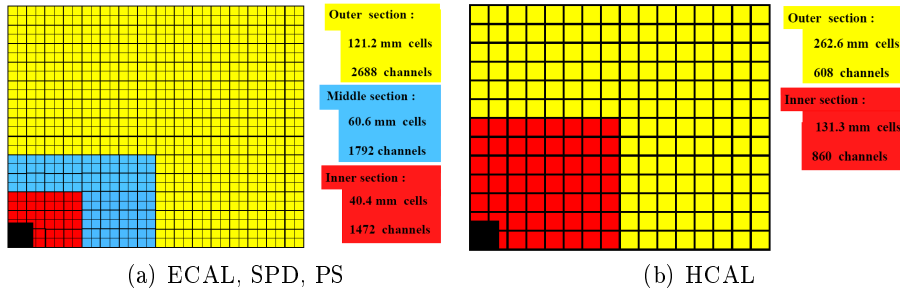 Outer section :
121.2 mm cells
2688 channels
Middle section :
60.6 mm cells
1792 channels
Inner section :
40.4 mm cells
1472 channels
(a) ECAL, SPD, PS
Outer section :
262.6 mm cells
608 channels
Inner section :
131.3 mm cells
860 channels
(b) HCAL